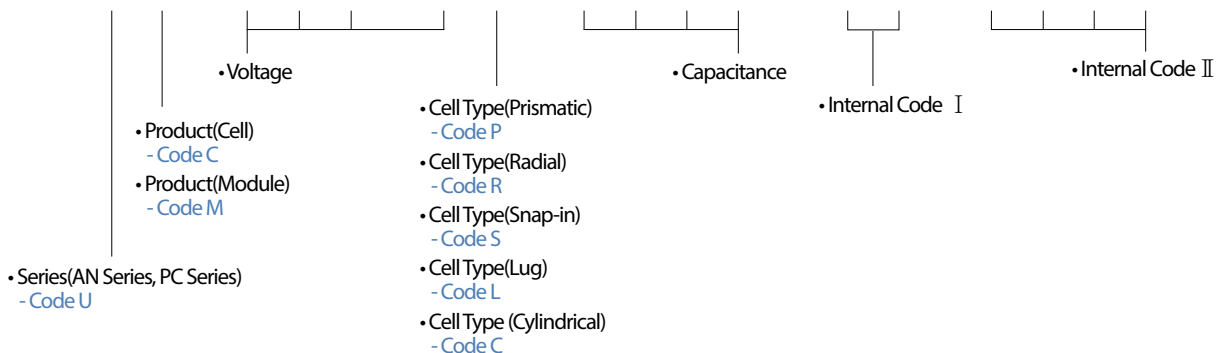 • Voltage
• Capacitance
• Internal Code Ⅱ
• Internal Code Ⅰ
• Product(Cell)
- Code C
• Product(Module)
- Code M
• Cell Type(Prismatic)
- Code P
• Cell Type(Radial)
- Code R
• Cell Type(Snap-in)
- Code S
• Cell Type(Lug)
- Code L
• Cell Type (Cylindrical)
- Code C
• Series(AN Series, PC Series)
- Code U